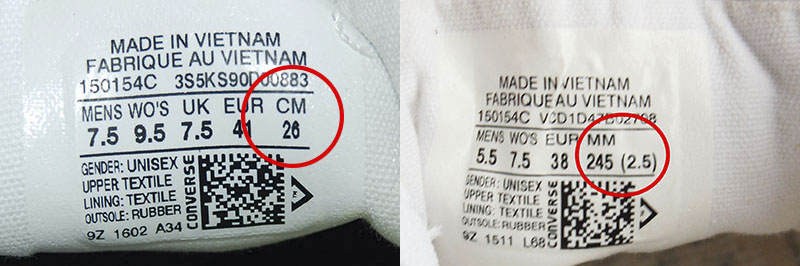 MADE IN VIETNAM
FABRIQUE AU VIETNAM
150154C 3S5KS90D00883
MENS WO'S UK EUR CM
7.5 9.5 7.5 41 26
GENDER: UNISEX
UPPER TEXTILE
LINING: TEXTILE
OUTSOLE: RUBBER
9Z 1602 A34
CONVERSE
MADE IN VIETNAM
FABRIQUE AU VIETNAM
150154C
MENS WO'S EUR MM
5.5 7.5 38 245 (2.5)
GENDER: UNISEX
UPPER TEXTILE
LINING: TEXTILE
OUTSOLE: RUBBER
9Z 1511 L68
CONVERSE